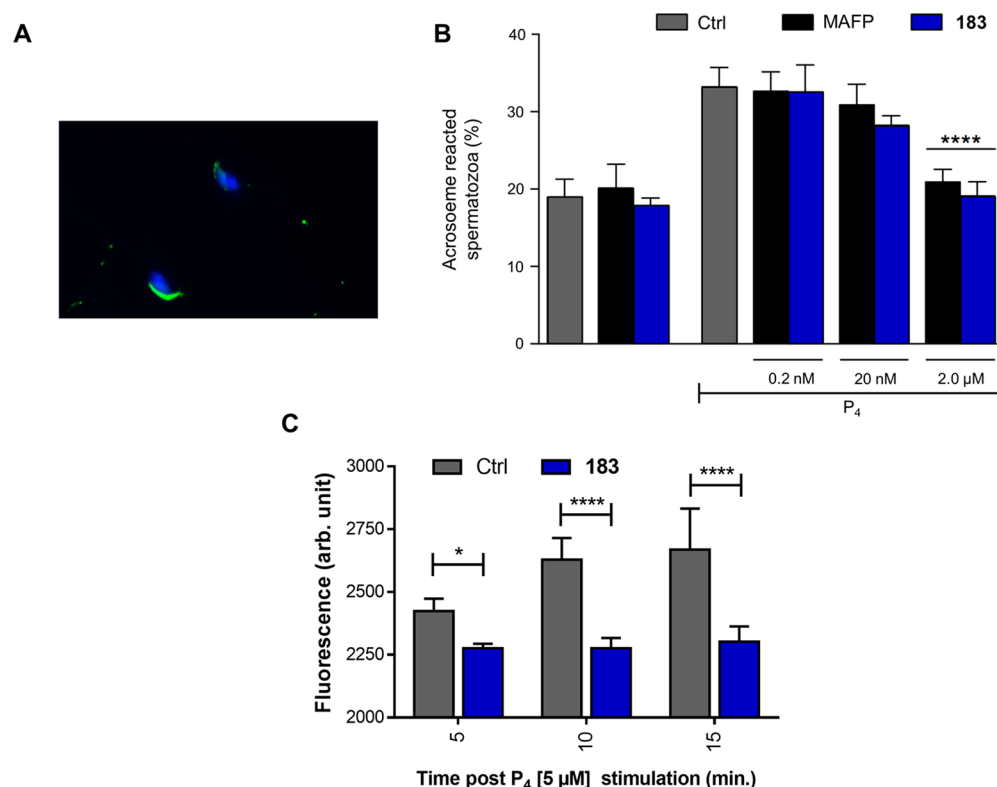 A
B
Ctrl MAFP 183
Acrosoeme reacted
spermatozoa (%)
40
30
20
10
0
****
0.2 nM 20 nM 2.0 µM
P4
C
Ctrl 183
Fluorescence (arb. unit)
3000
2750
2500
2250
2000
* **** ****
5 10 15
Time post P4 [5 µM] stimulation (min.)